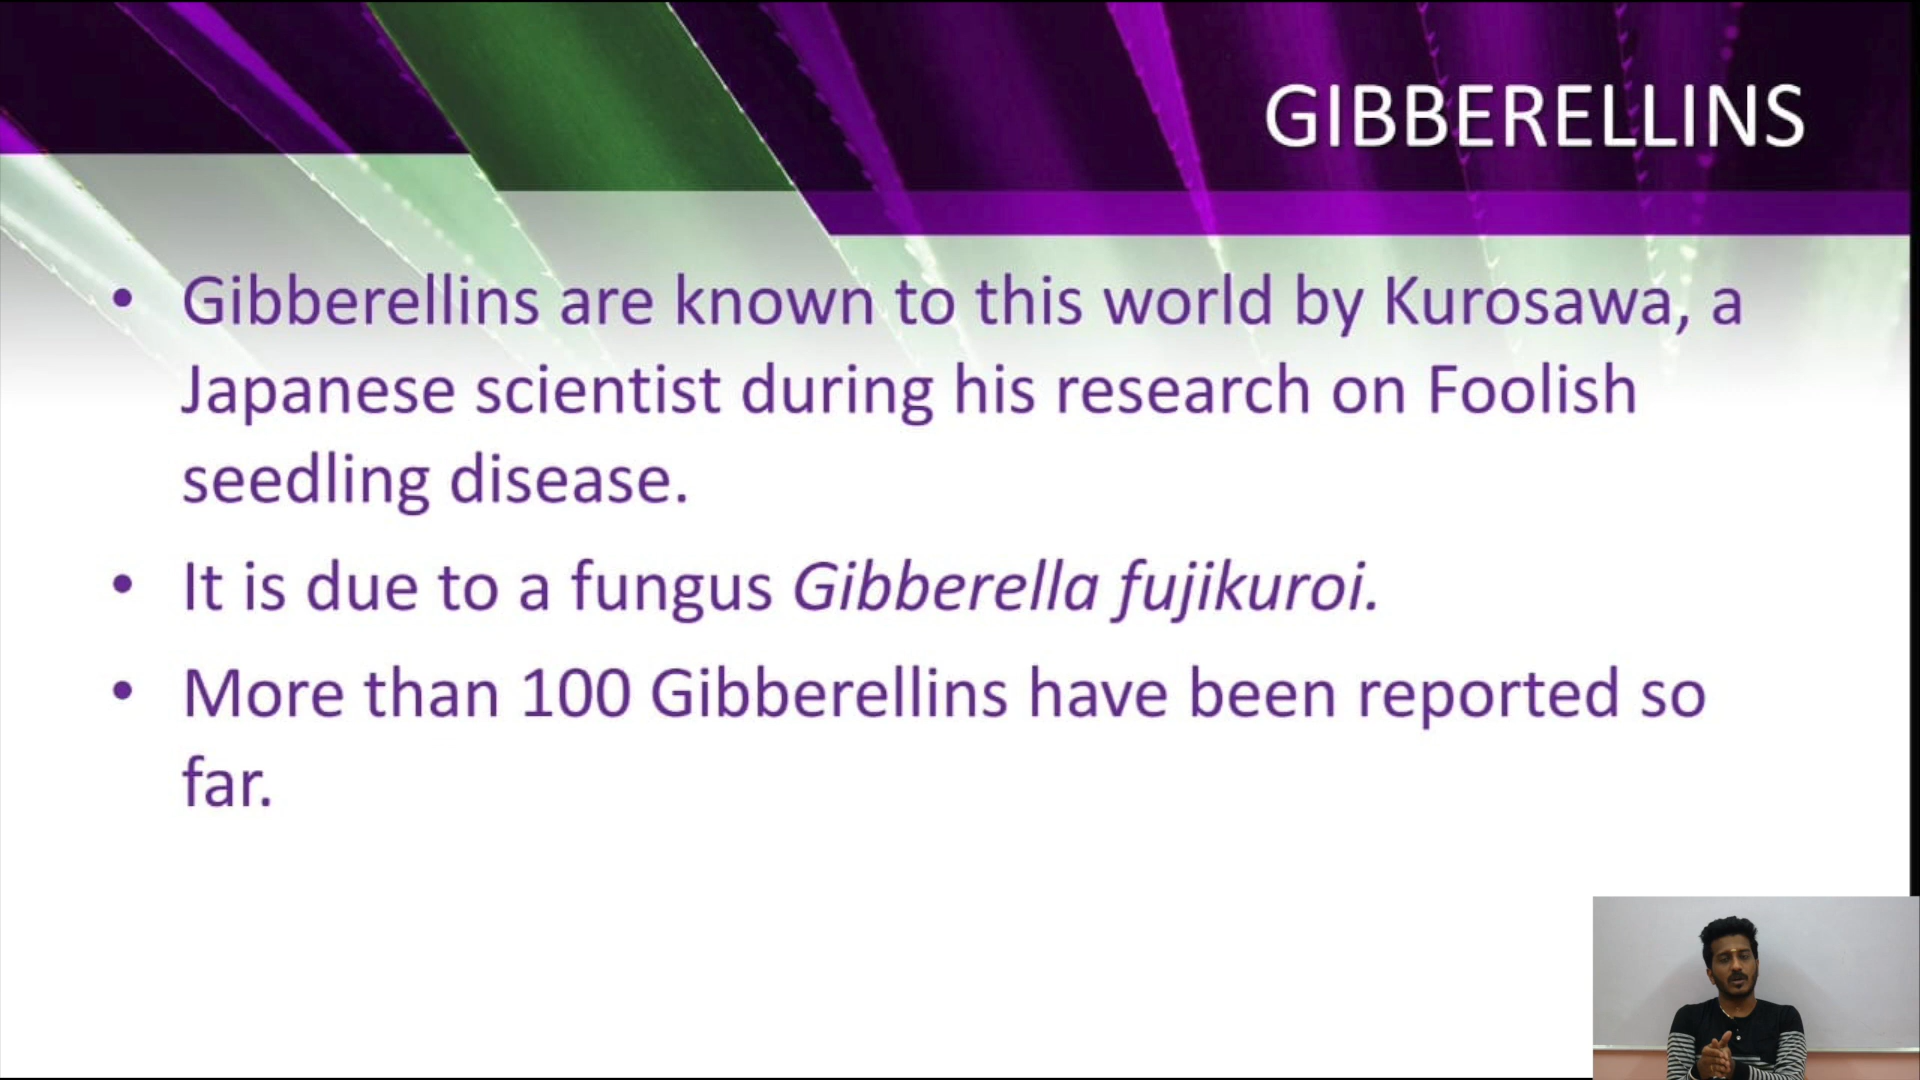 GIBBERELLINS
• Gibberellins are known to this world by Kurosawa, a
Japanese scientist during his research on Foolish
seedling disease.
• It is due to a fungus Gibberella fujikuroi.
• More than 100 Gibberellins have been reported so
far.